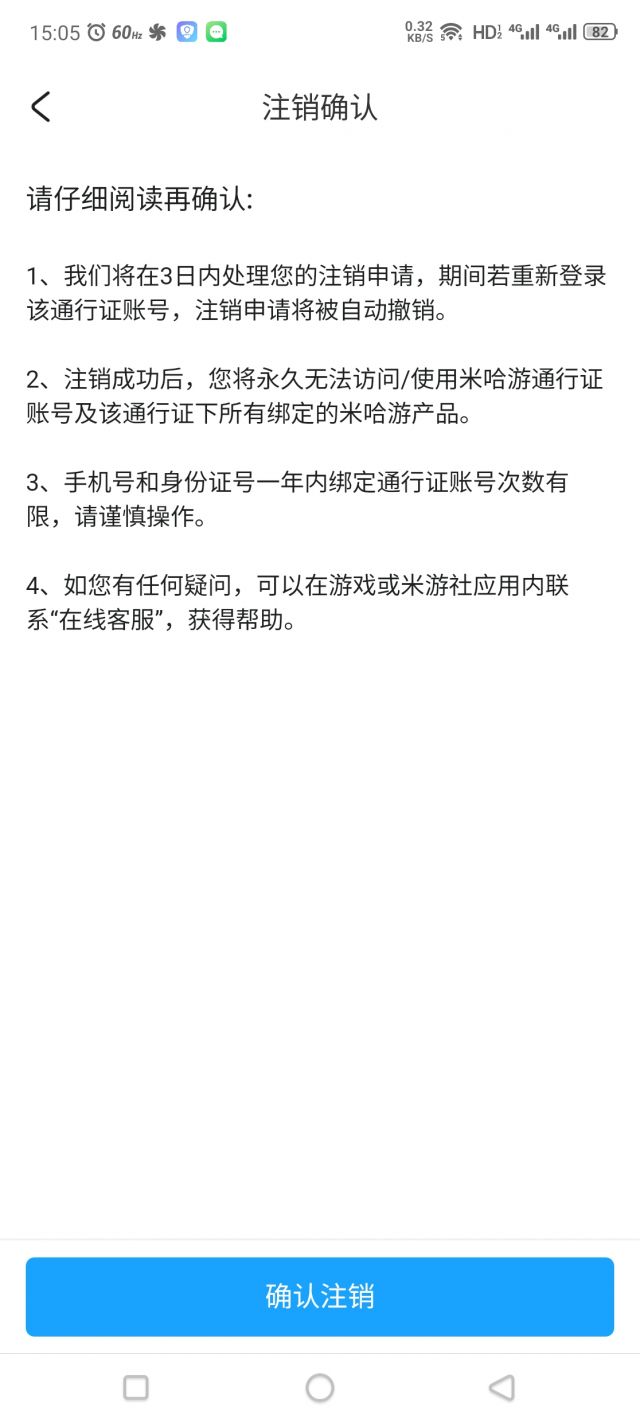 15:05 60Hz 0.32 KB/S HD 4G 4G 82
注销确认
请仔细阅读再确认:
1、我们将在3日内处理您的注销申请，期间若重新登录
该通行证账号，注销申请将被自动撤销。
2、注销成功后，您将永久无法访问/使用米哈游通行证
账号及该通行证下所有绑定的米哈游产品。
3、手机号和身份证号一年内绑定通行证账号次数有
限，请谨慎操作。
4、如您有任何疑问，可以在游戏或米游社应用内联
系“在线客服”，获得帮助。
确认注销